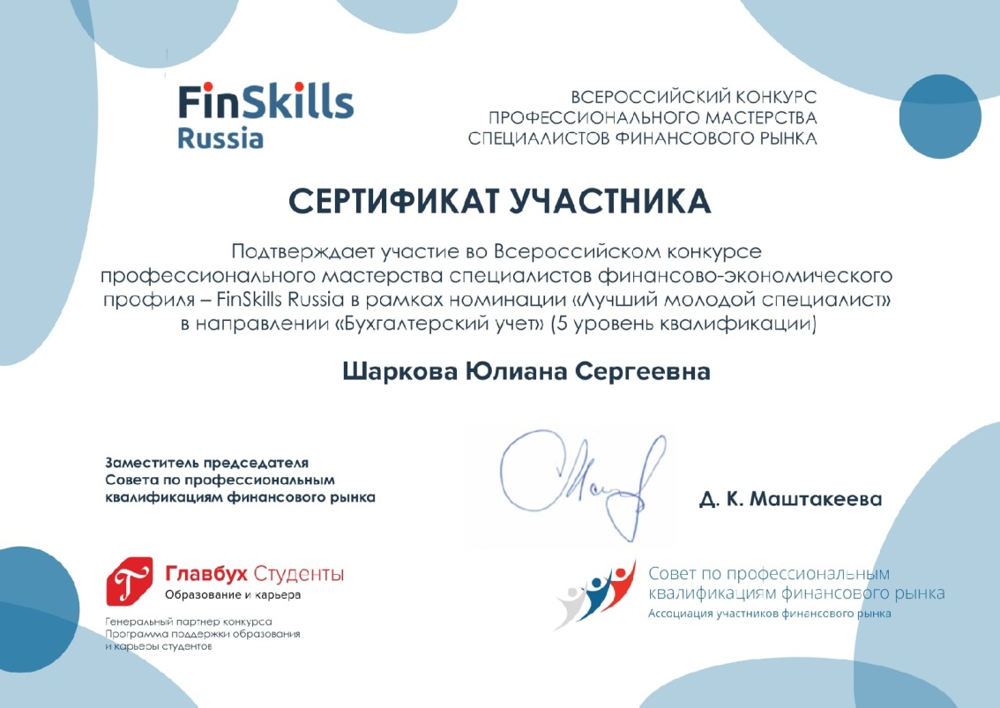 FinSkills
Russia
ВСЕРОССИЙСКИЙ КОНКУРС
ПРОФЕССИОНАЛЬНОГО МАСТЕРСТВА
СПЕЦИАЛИСТОВ ФИНАНСОВОГО РЫНКА
СЕРТИФИКАТ УЧАСТНИКА
Подтверждает участие во Всероссийском конкурсе
профессионального мастерства специалистов финансово-экономического
профиля – FinSkills Russia в рамках номинации «Лучший молодой специалист»
в направлении «Бухгалтерский учет» (5 уровень квалификации)
Шаркова Юлиана Сергеевна
Заместитель председателя
Совета по профессиональным
квалификациям финансового рынка
Д. К. Маштакеева
Главбух Студенты
Образование и карьера
Генеральный партнер конкурса
Программа поддержки образования
и карьеры студентов
Совет по профессиональным
квалификациям финансового рынка
Ассоциация участников финансового рынка